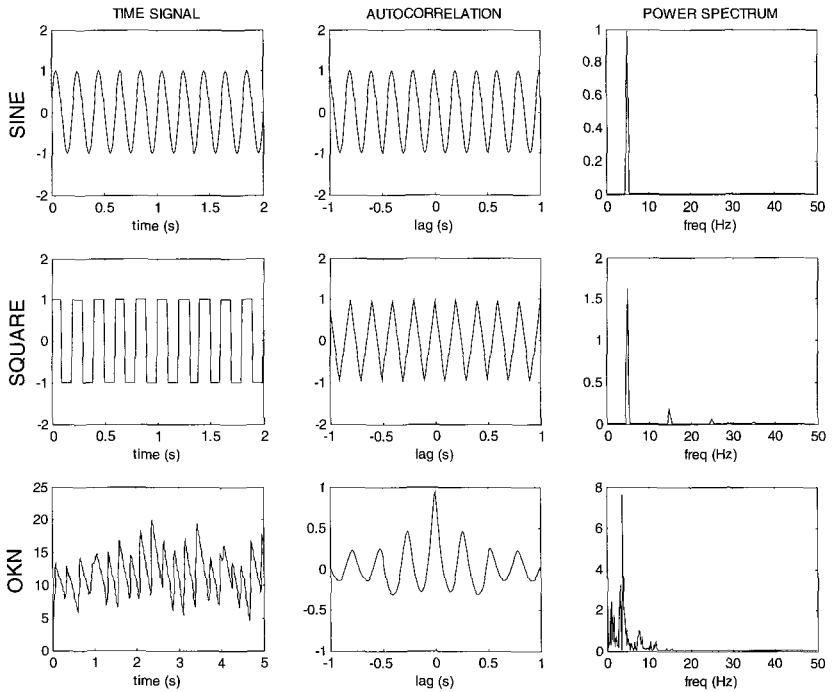 TIME SIGNAL
AUTOCORRELATION
POWER SPECTRUM
SINE
2
1
0
-1
-2
0 0.5 1 1.5 2
time (s)
2
1
0
-1
-2
-1 -0.5 0 0.5 1
lag (s)
1
0.8
0.6
0.4
0.2
0
0 10 20 30 40 50
freq (Hz)
SQUARE
2
1
0
-1
-2
0 0.5 1 1.5 2
time (s)
2
1
0
-1
-2
-1 -0.5 0 0.5 1
lag (s)
2
1.5
1
0.5
0
0 10 20 30 40 50
freq (Hz)
OKN
25
20
15
10
5
0
0 1 2 3 4 5
time (s)
1
0.5
0
-0.5
-1
-1 -0.5 0 0.5 1
lag (s)
8
6
4
2
0
0 10 20 30 40 50
freq (Hz)